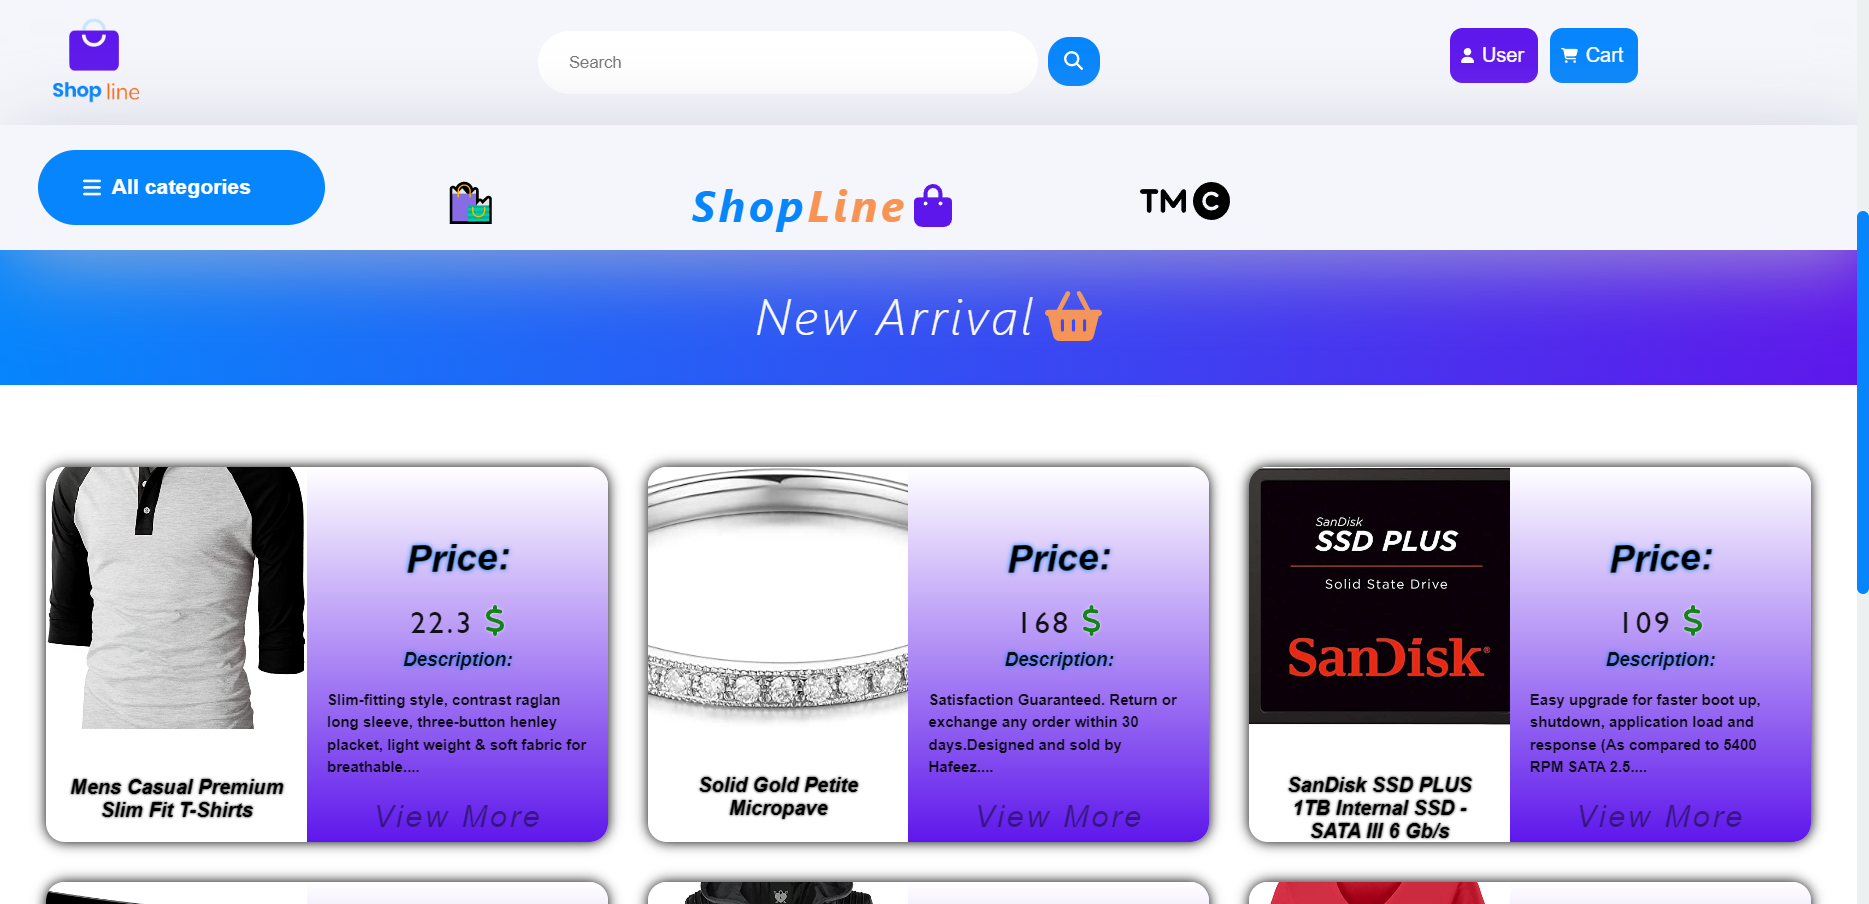 Shop line
Search
User
Cart
All categories
ShopLine
TM C
New Arrival
SanDisk
SSD PLUS
Solid State Drive
SanDisk®
Mens Casual Premium
Slim Fit T-Shirts
Price:
22.3 $
Description:
Slim-fitting style, contrast raglan
long sleeve, three-button henley
placket, light weight & soft fabric for
breathable....
View More
Solid Gold Petite
Micropave
Price:
168 $
Description:
Satisfaction Guaranteed. Return or
exchange any order within 30
days.Designed and sold by
Hafeez....
View More
SanDisk SSD PLUS
1TB Internal SSD -
SATA III 6 Gb/s
Price:
109 $
Description:
Easy upgrade for faster boot up,
shutdown, application load and
response (As compared to 5400
RPM SATA 2.5....
View More